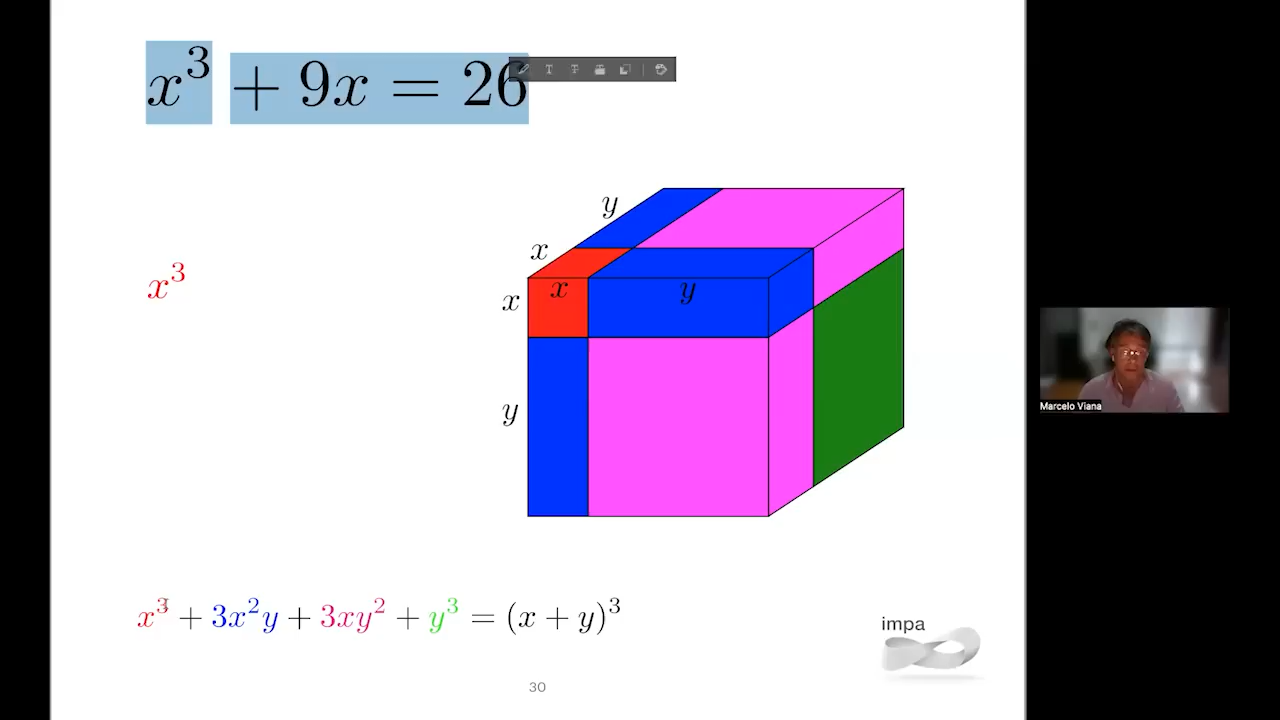 x³ + 9x = 26
y
x
x
x
y
x³
y
x³ + 3x²y + 3xy² + y³ = (x + y)³
impa
30
Marcelo Viana